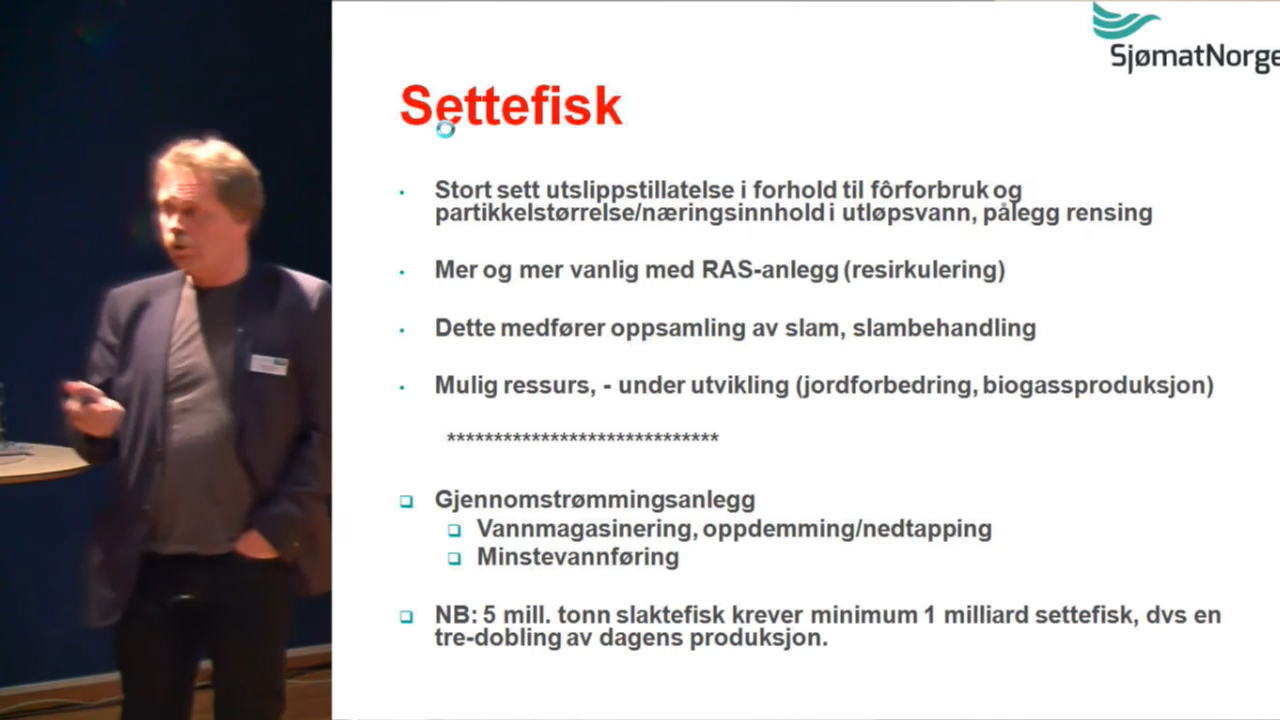 SjømatNorge
Settefisk
• Stort sett utslippstillatelse i forhold til fôrforbruk og
partikkelstørrelse/næringsinnhold i utløpsvann, pålegg rensing
• Mer og mer vanlig med RAS-anlegg (resirkulering)
• Dette medfører oppsamling av slam, slambehandling
• Mulig ressurs, - under utvikling (jordforbedring, biogassproduksjon)
*****************************
❑ Gjennomstrømmingsanlegg
❑ Vannmagasinering, oppdemming/nedtapping
❑ Minstevannføring
❑ NB: 5 mill. tonn slaktefisk krever minimum 1 milliard settefisk, dvs en
tre-dobling av dagens produksjon.